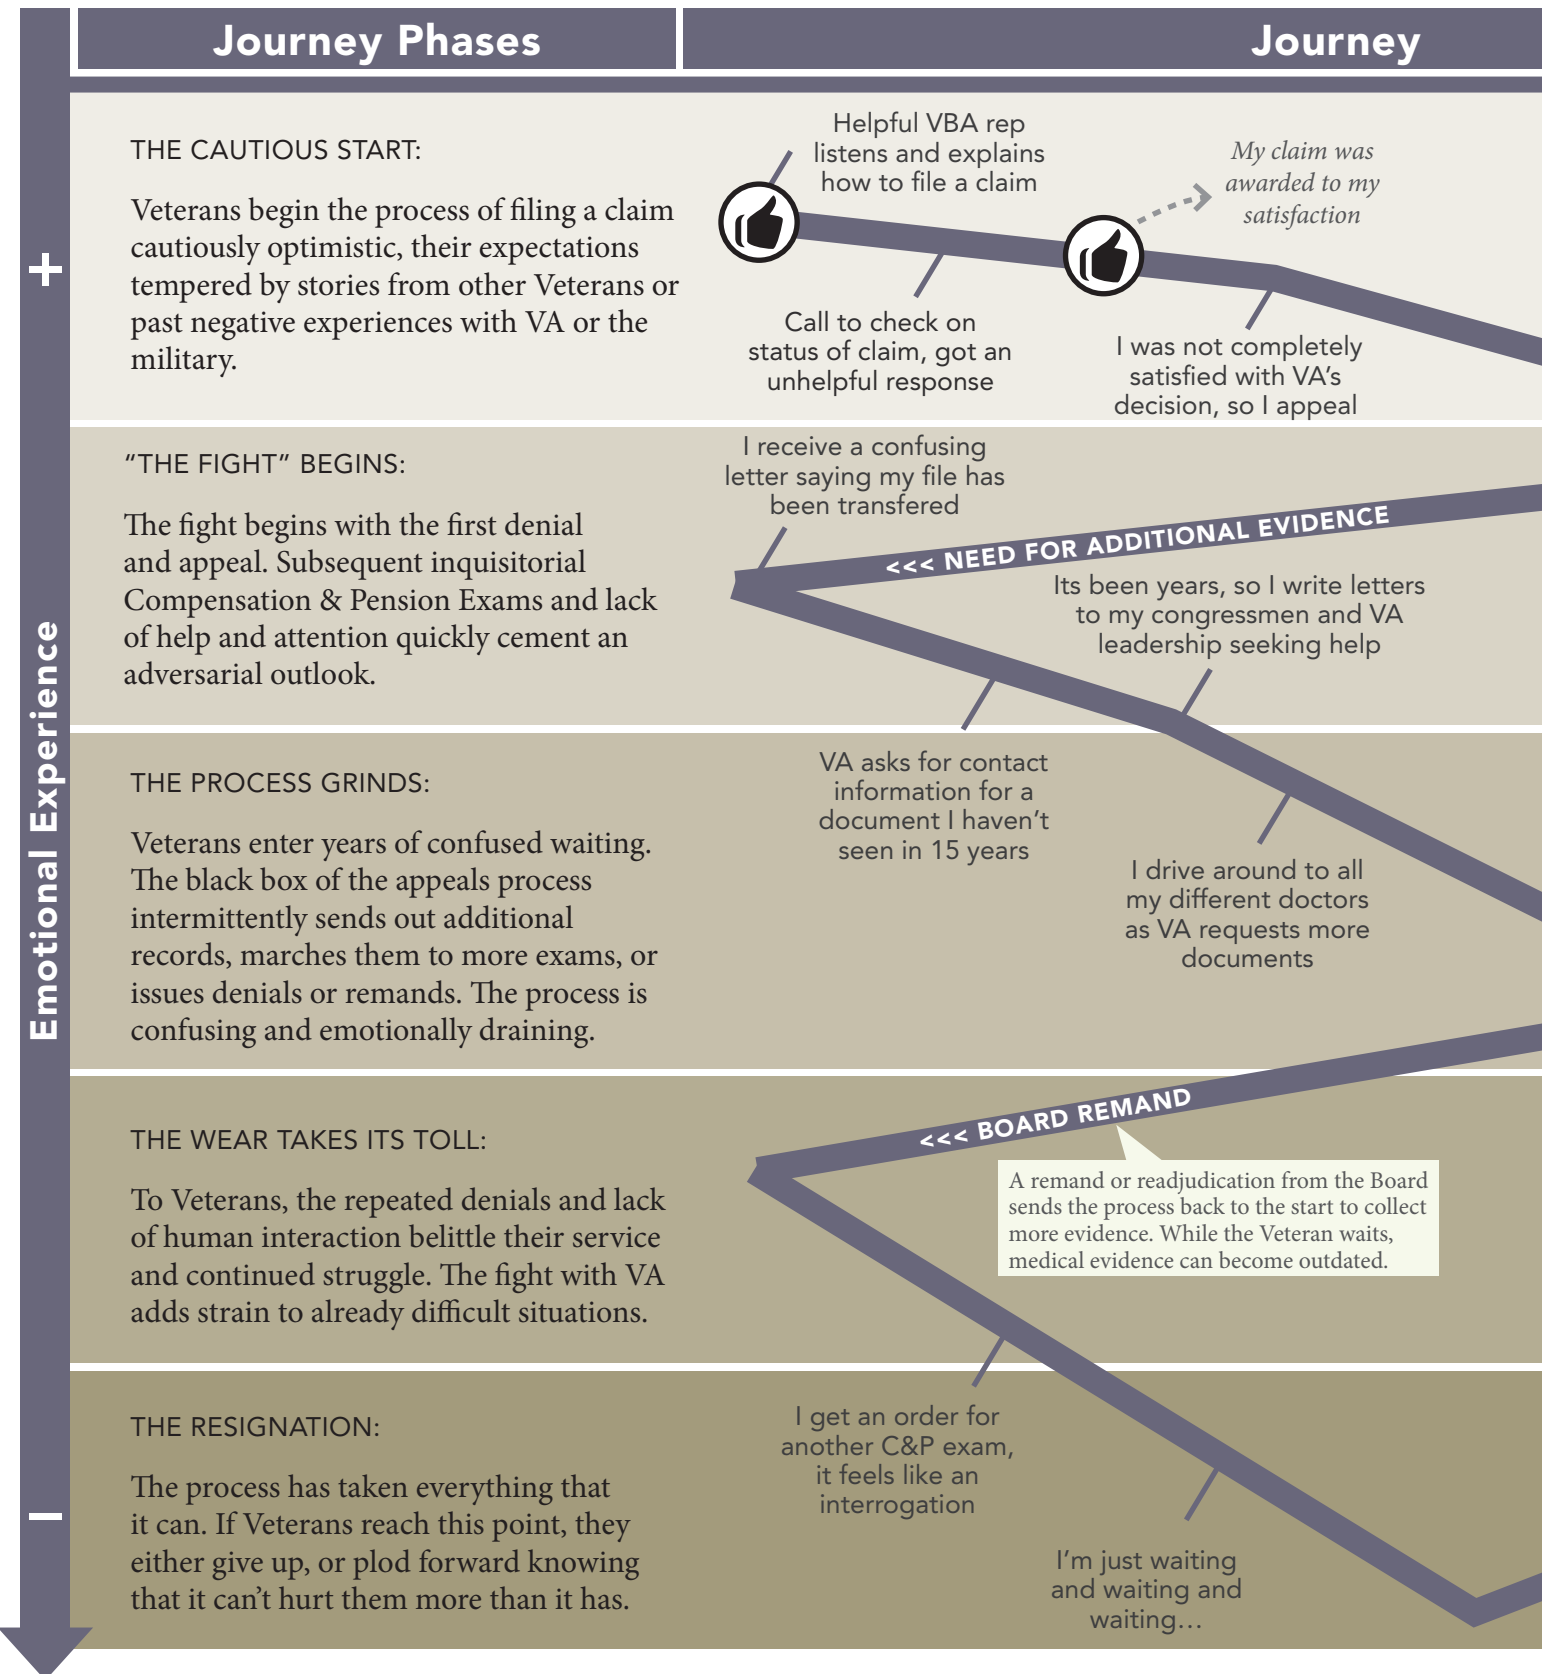 Journey Phases
Journey
+
Emotional Experience
–
THE CAUTIOUS START:
Veterans begin the process of filing a claim
cautiously optimistic, their expectations
tempered by stories from other Veterans or
past negative experiences with VA or the
military.
Helpful VBA rep
listens and explains
how to file a claim
My claim was
awarded to my
satisfaction
Call to check on
status of claim, got an
unhelpful response
I was not completely
satisfied with VA’s
decision, so I appeal
“THE FIGHT” BEGINS:
The fight begins with the first denial
and appeal. Subsequent inquisitorial
Compensation & Pension Exams and lack
of help and attention quickly cement an
adversarial outlook.
I receive a confusing
letter saying my file has
been transfered
<<< NEED FOR ADDITIONAL EVIDENCE
Its been years, so I write letters
to my congressmen and VA
leadership seeking help
THE PROCESS GRINDS:
Veterans enter years of confused waiting.
The black box of the appeals process
intermittently sends out additional
records, marches them to more exams, or
issues denials or remands. The process is
confusing and emotionally draining.
VA asks for contact
information for a
document I haven’t
seen in 15 years
I drive around to all
my different doctors
as VA requests more
documents
THE WEAR TAKES ITS TOLL:
To Veterans, the repeated denials and lack
of human interaction belittle their service
and continued struggle. The fight with VA
adds strain to already difficult situations.
<<< BOARD REMAND
A remand or readjudication from the Board
sends the process back to the start to collect
more evidence. While the Veteran waits,
medical evidence can become outdated.
THE RESIGNATION:
The process has taken everything that
it can. If Veterans reach this point, they
either give up, or plod forward knowing
that it can’t hurt them more than it has.
I get an order for
another C&P exam,
it feels like an
interrogation
I’m just waiting
and waiting and
waiting…